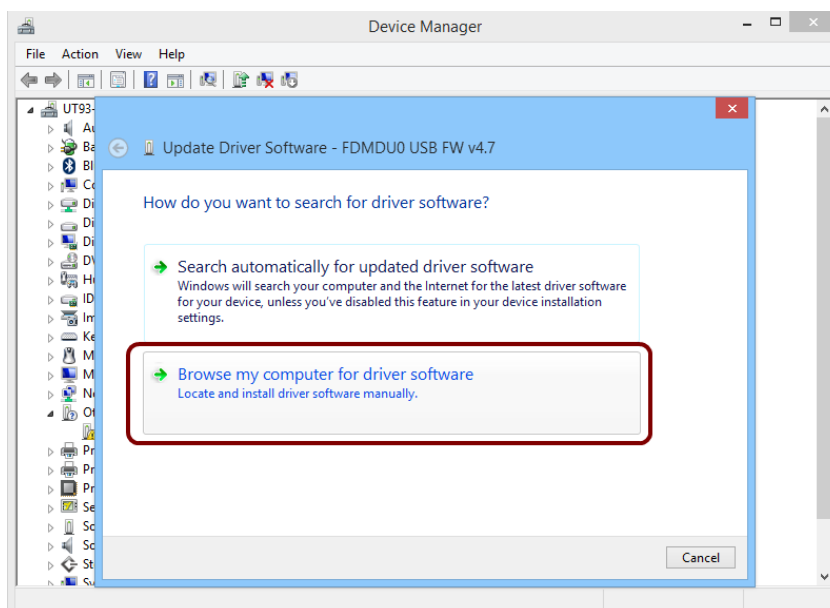 Device Manager
File Action View Help
UT93-
Update Driver Software - FDMDU0 USB FW v4.7
How do you want to search for driver software?
Search automatically for updated driver software
Windows will search your computer and the Internet for the latest driver software
for your device, unless you've disabled this feature in your device installation
settings.
Browse my computer for driver software
Locate and install driver software manually.
Cancel